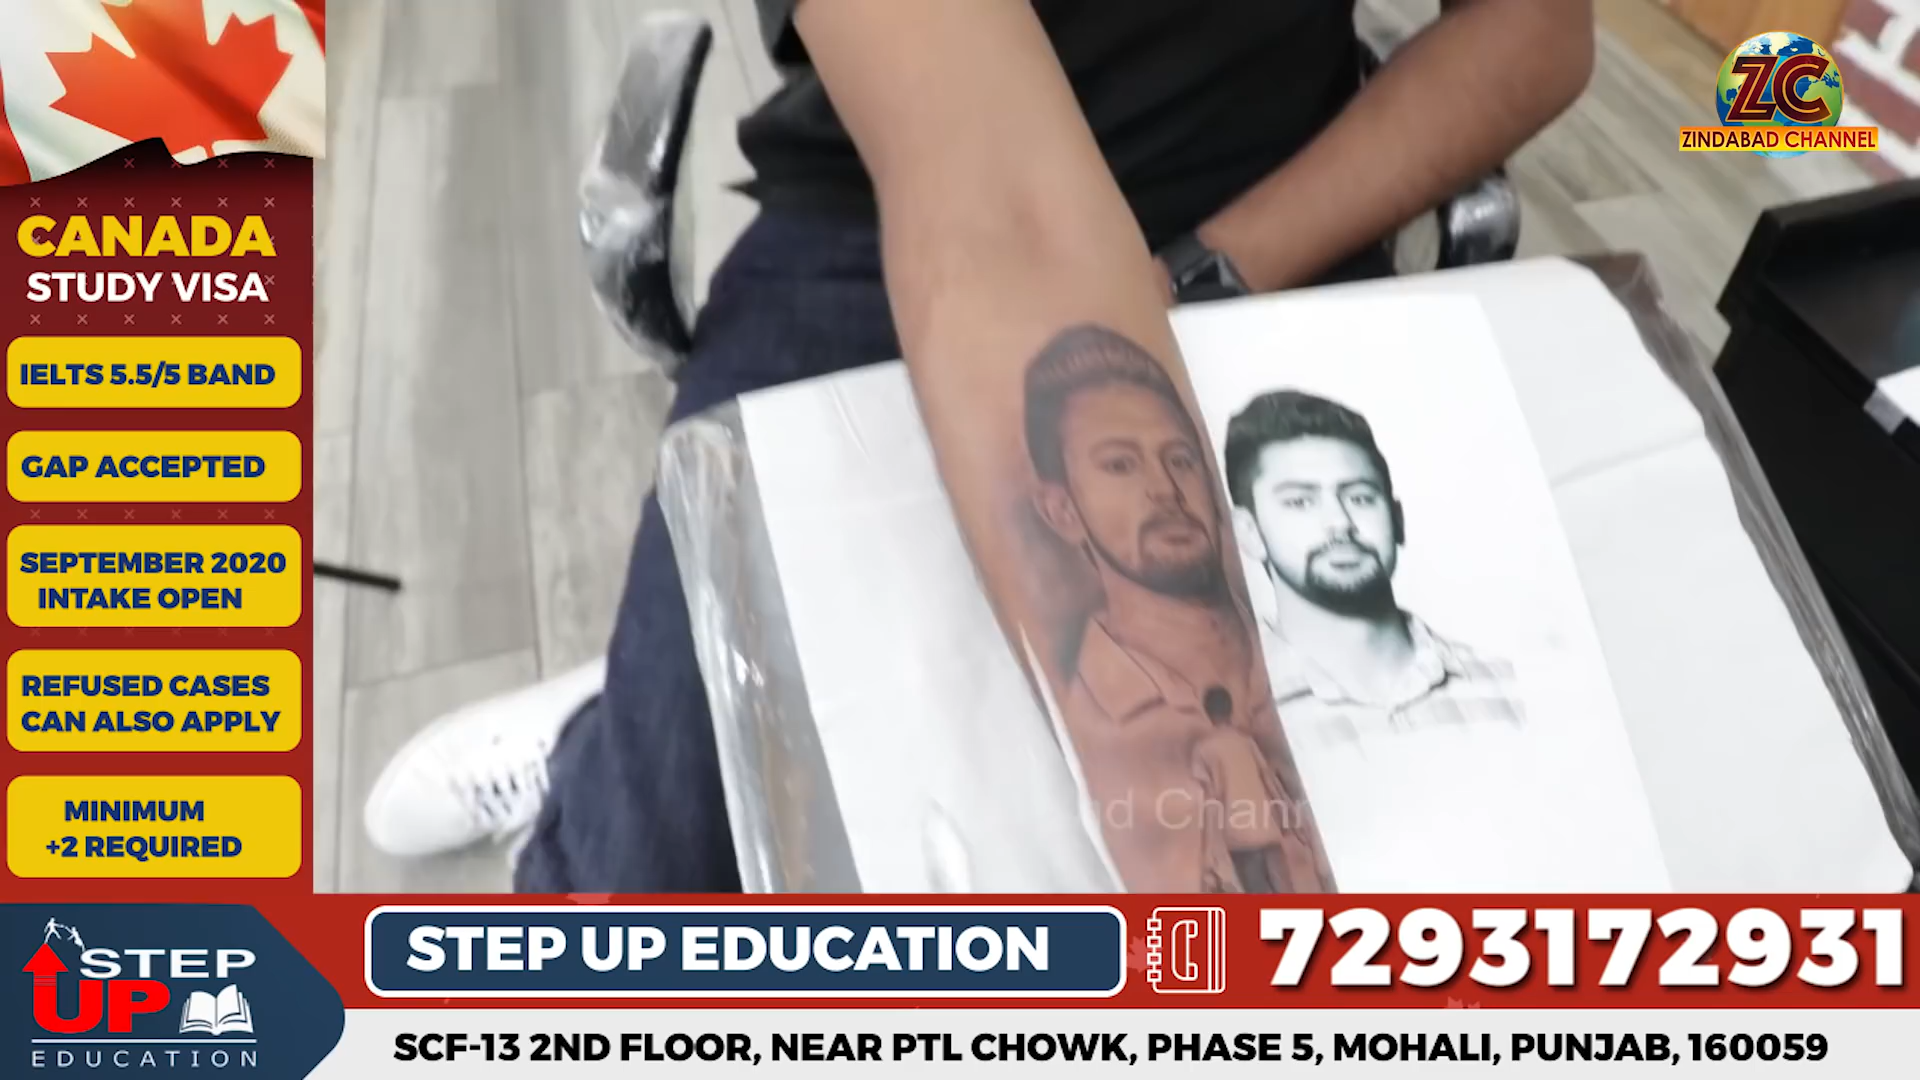 CANADA
STUDY VISA
IELTS 5.5/5 BAND
GAP ACCEPTED
SEPTEMBER 2020
INTAKE OPEN
REFUSED CASES
CAN ALSO APPLY
MINIMUM
+2 REQUIRED
ZC
ZINDABAD CHANNEL
STEP
UP
EDUCATION
STEP UP EDUCATION
7293172931
SCF-13 2ND FLOOR, NEAR PTL CHOWK, PHASE 5, MOHALI, PUNJAB, 160059